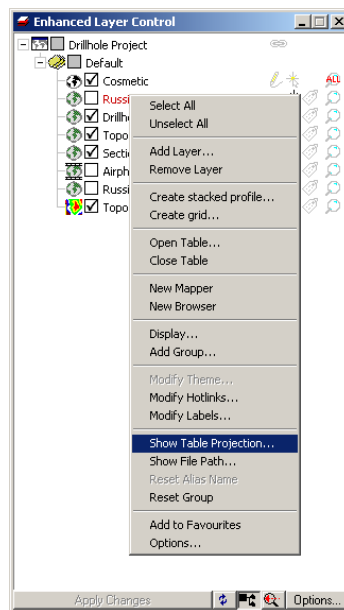 Enhanced Layer Control
Drillhole Project
Default
Cosmetic
ALL
Russi
Drillh
Topo
Secti
Airph
Russi
Topo
Select All
Unselect All
Add Layer...
Remove Layer
Create stacked profile...
Create grid...
Open Table...
Close Table
New Mapper
New Browser
Display...
Add Group...
Modify Theme...
Modify Hotlinks...
Modify Labels...
Show Table Projection...
Show File Path...
Reset Alias Name
Reset Group
Add to Favourites
Options...
Apply Changes
Options...